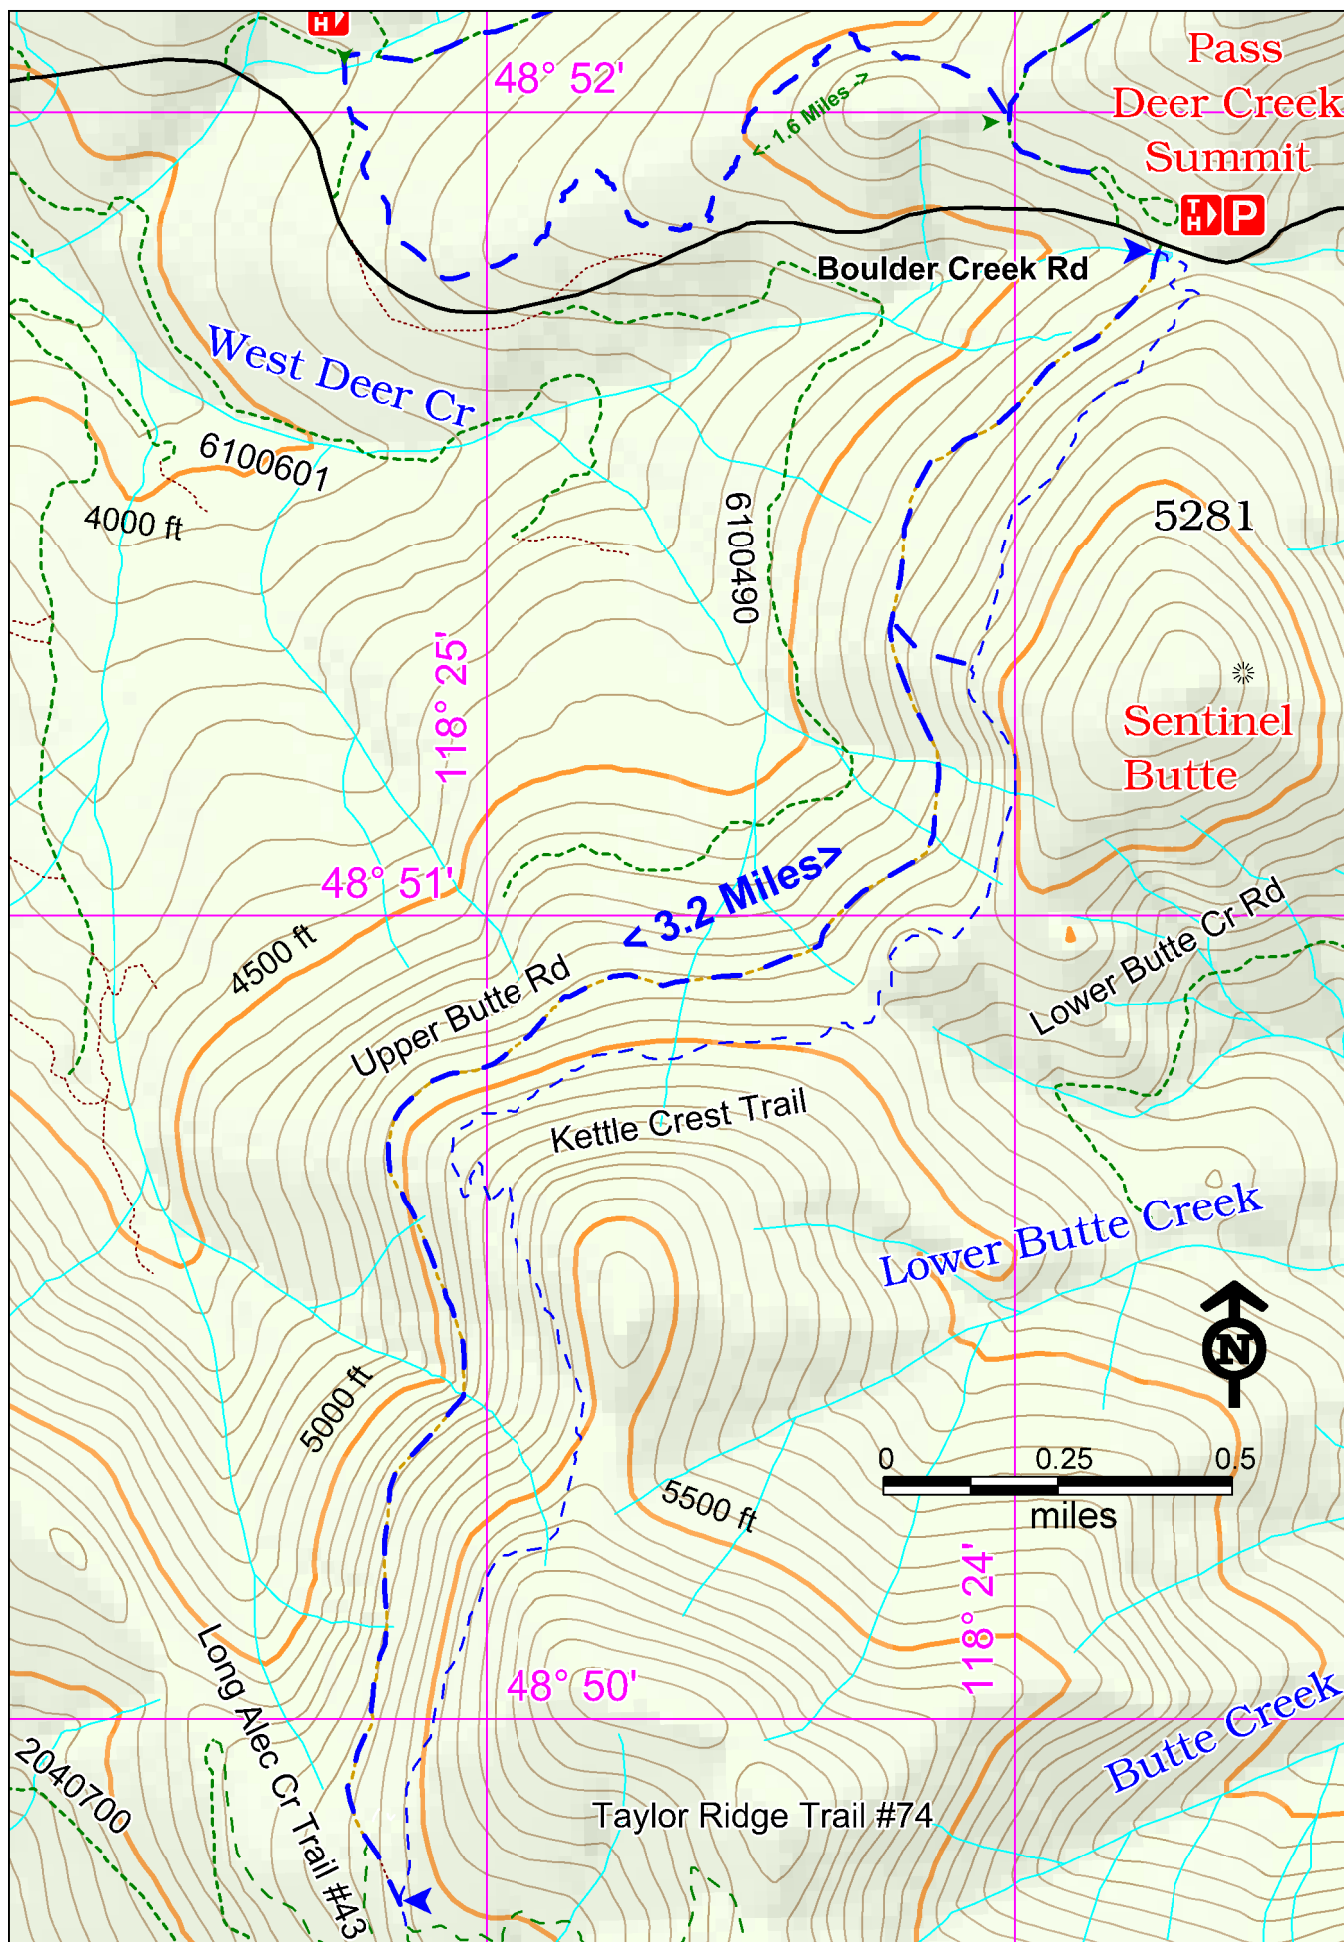 H
48° 52'
Pass
Deer Creek
Summit
<-1.6 Miles ->
T
H
P
Boulder Creek Rd
West Deer Cr
6100601
4000 ft
6100490
5281
118° 25'
Sentinel
Butte
48° 51'
< 3.2 Miles>
4500 ft
Upper Butte Rd
Lower Butte Cr Rd
Kettle Crest Trail
Lower Butte Creek
N
5000 ft
0 0.25 0.5
miles
5500 ft
118° 24'
Long Alec Cr Trail #43
48° 50'
Butte Creek
2040700
Taylor Ridge Trail #74